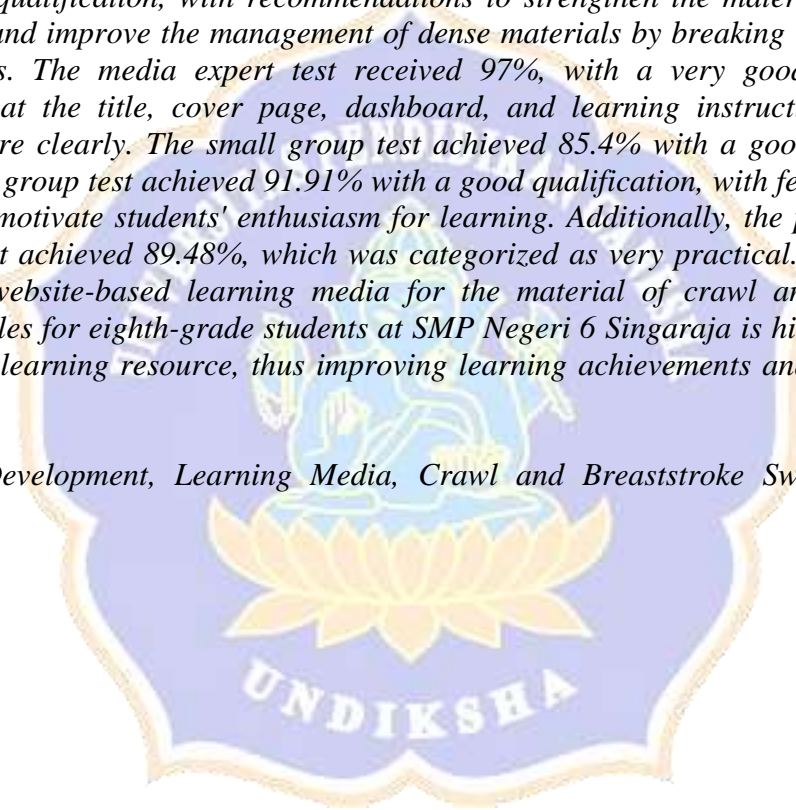 qualification, with recommendations to strengthen the mater
and improve the management of dense materials by breaking
s. The media expert test received 97%, with a very goo
at the title, cover page, dashboard, and learning instruct
re clearly. The small group test achieved 85.4% with a goo
group test achieved 91.91% with a good qualification, with fe
motivate students' enthusiasm for learning. Additionally, the p
t achieved 89.48%, which was categorized as very practical.
website-based learning media for the material of crawl an
les for eighth-grade students at SMP Negeri 6 Singaraja is hi
learning resource, thus improving learning achievements an
Development, Learning Media, Crawl and Breaststroke Sw
UNDIKSHA